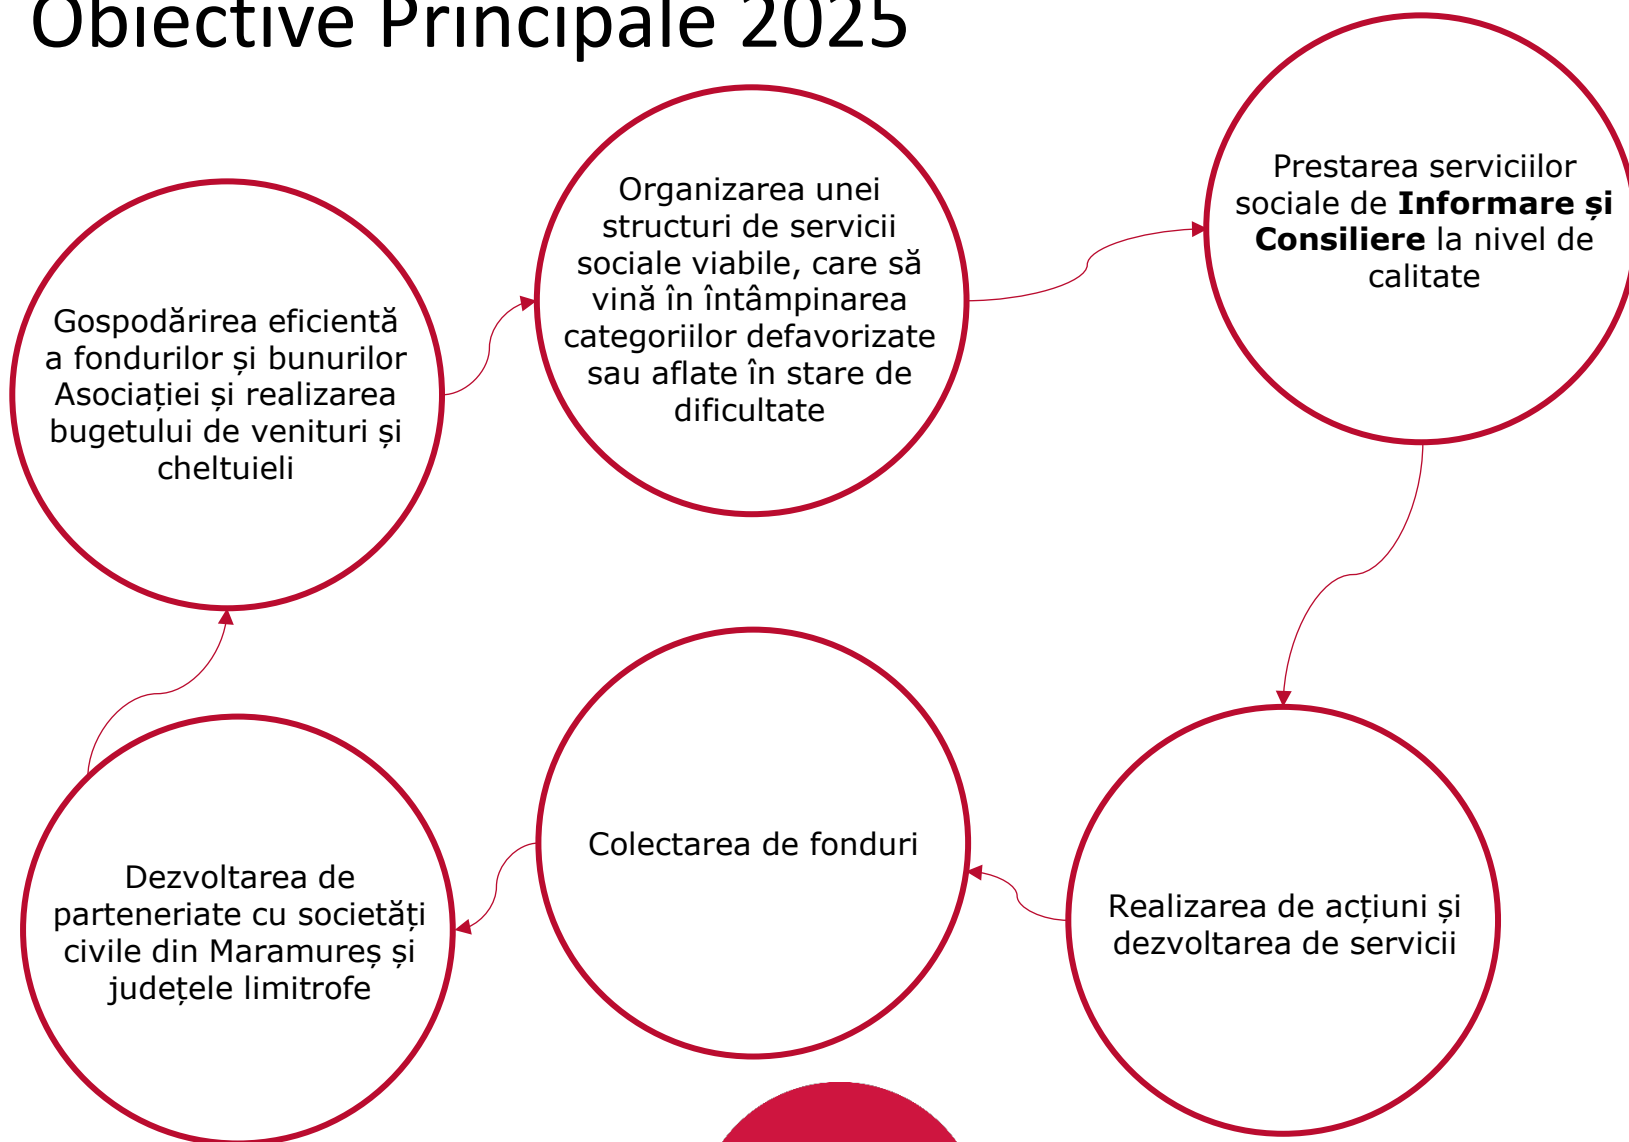 Obiective Principale 2025
Gospodărirea eficientă
a fondurilor și bunurilor
Asociației și realizarea
bugetului de venituri și
cheltuieli
Organizarea unei
structuri de servicii
sociale viabile, care să
vină în întâmpinarea
categoriilor defavorizate
sau aflate în stare de
dificultate
Prestarea serviciilor
sociale de Informare și
Consiliere la nivel de
calitate
Realizarea de acțiuni și
dezvoltarea de servicii
Colectarea de fonduri
Dezvoltarea de
parteneriate cu societăți
civile din Maramureș și
județele limitrofe